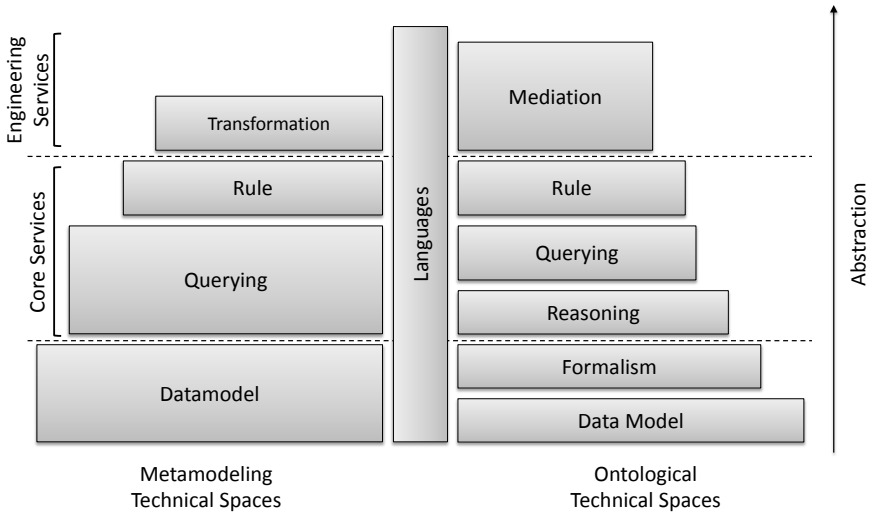 Engineering
Services
Transformation
Mediation
Core Services
Rule
Rule
Querying
Querying
Reasoning
Languages
Abstraction
Datamodel
Formalism
Data Model
Metamodeling
Technical Spaces
Ontological
Technical Spaces